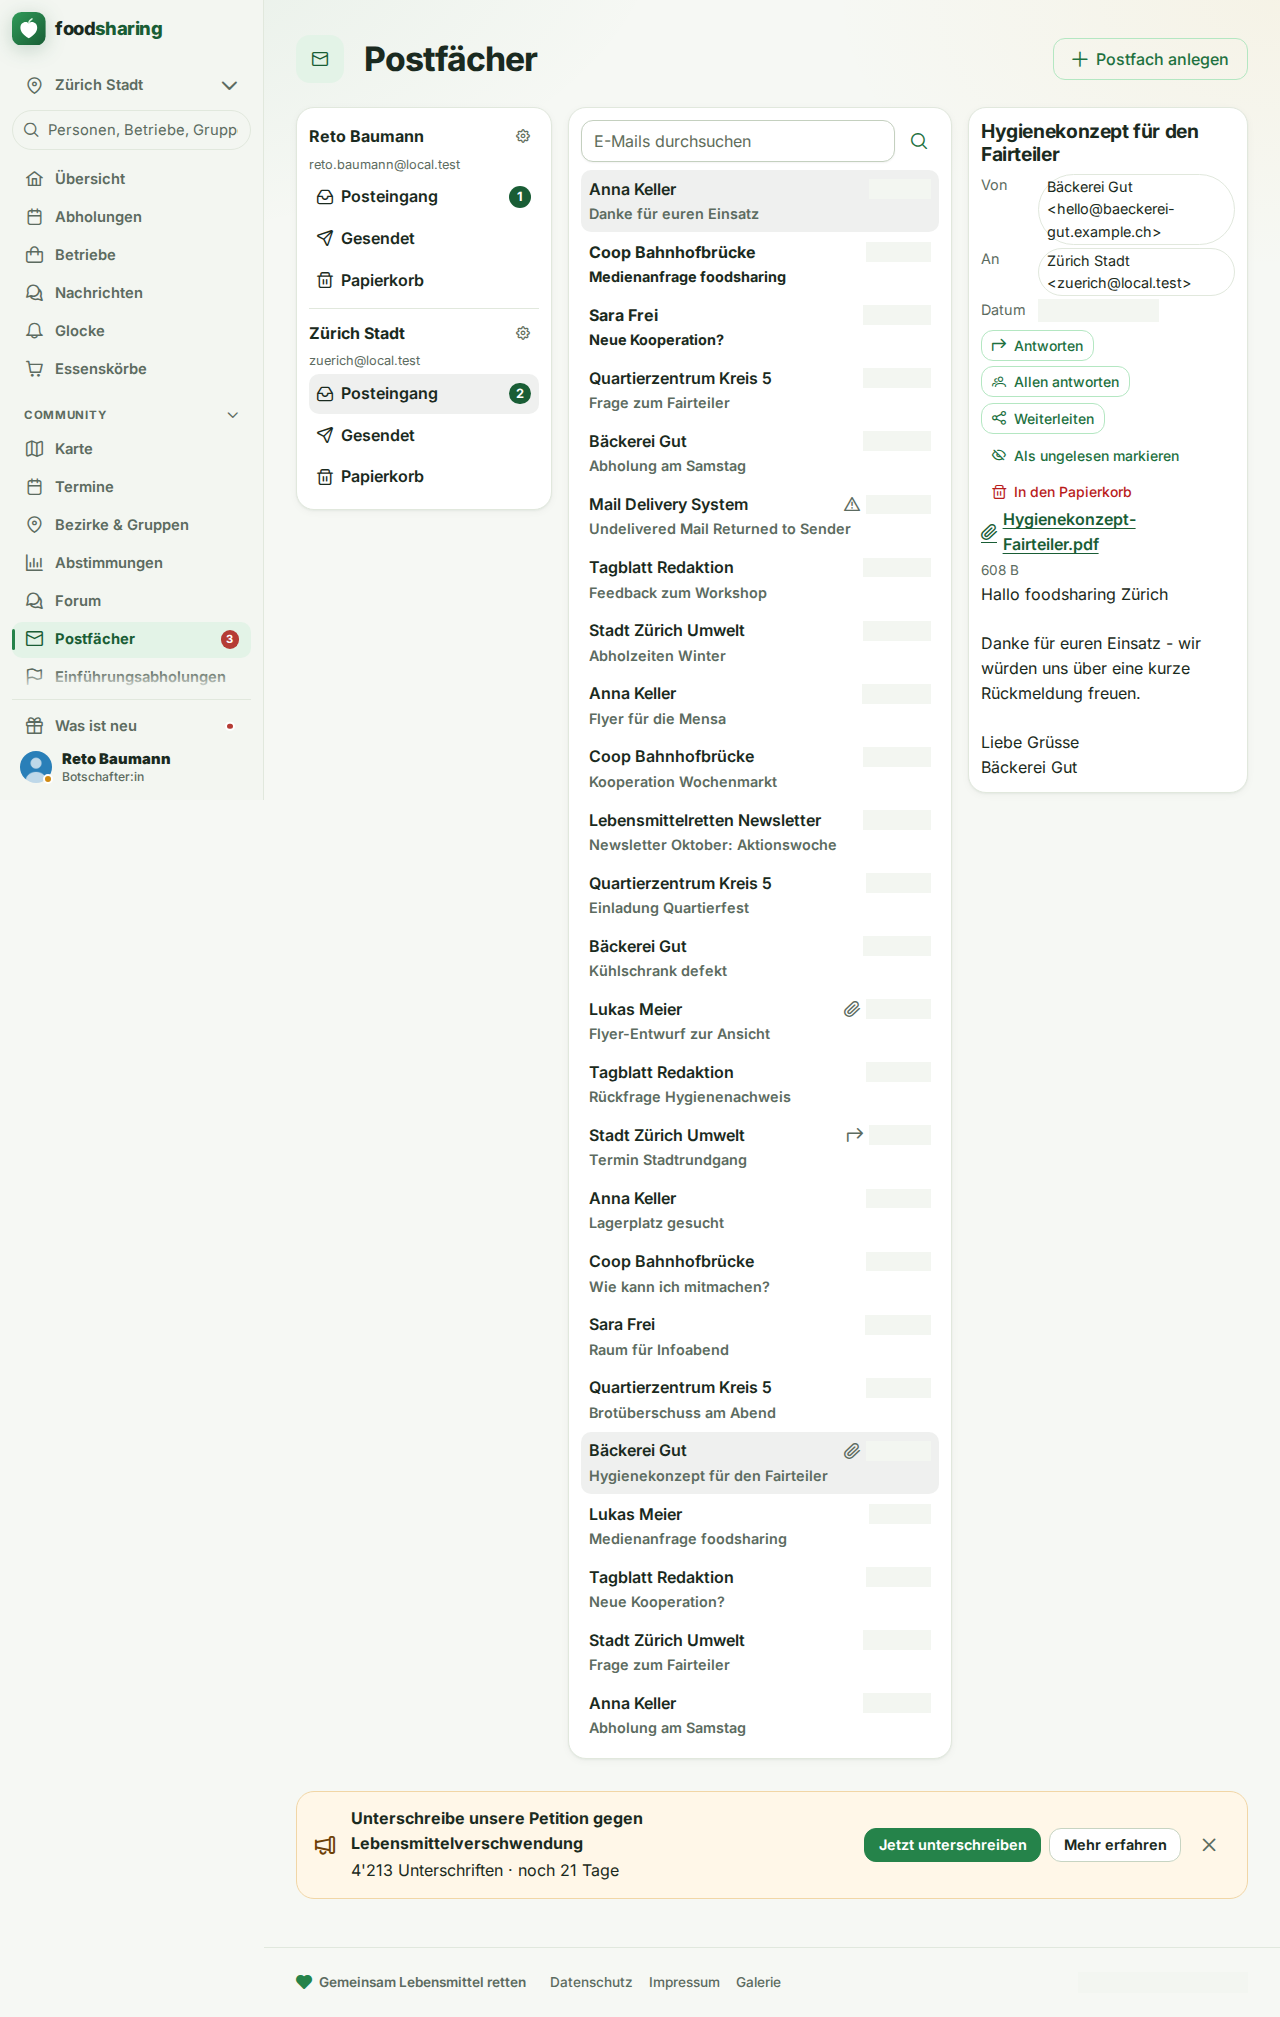 foodsharing
Zürich Stadt
Personen, Betriebe, Grupp
Übersicht
Abholungen
Betriebe
Nachrichten
Glocke
Essenskörbe
COMMUNITY
Karte
Termine
Bezirke & Gruppen
Abstimmungen
Forum
Postfächer 3
Einführungsabholungen
Was ist neu
Reto Baumann
Botschafter:in
Postfächer
Postfach anlegen
Reto Baumann
reto.baumann@local.test
Posteingang 1
Gesendet
Papierkorb
Zürich Stadt
zuerich@local.test
Posteingang 2
Gesendet
Papierkorb
E-Mails durchsuchen
Anna Keller
Danke für euren Einsatz
Coop Bahnhofbrücke
Medienanfrage foodsharing
Sara Frei
Neue Kooperation?
Quartierzentrum Kreis 5
Frage zum Fairteiler
Bäckerei Gut
Abholung am Samstag
Mail Delivery System
Undelivered Mail Returned to Sender
Tagblatt Redaktion
Feedback zum Workshop
Stadt Zürich Umwelt
Abholzeiten Winter
Anna Keller
Flyer für die Mensa
Coop Bahnhofbrücke
Kooperation Wochenmarkt
Lebensmittelretten Newsletter
Newsletter Oktober: Aktionswoche
Quartierzentrum Kreis 5
Einladung Quartierfest
Bäckerei Gut
Kühlschrank defekt
Lukas Meier
Flyer-Entwurf zur Ansicht
Tagblatt Redaktion
Rückfrage Hygienenachweis
Stadt Zürich Umwelt
Termin Stadtrundgang
Anna Keller
Lagerplatz gesucht
Coop Bahnhofbrücke
Wie kann ich mitmachen?
Sara Frei
Raum für Infoabend
Quartierzentrum Kreis 5
Brotüberschuss am Abend
Bäckerei Gut
Hygienekonzept für den Fairteiler
Lukas Meier
Medienanfrage foodsharing
Tagblatt Redaktion
Neue Kooperation?
Stadt Zürich Umwelt
Frage zum Fairteiler
Anna Keller
Abholung am Samstag
Hygienekonzept für den
Fairteiler
Von Bäckerei Gut
<hello@baeckerei-
gut.example.ch>
An Zürich Stadt
<zuerich@local.test>
Datum
Antworten
Allen antworten
Weiterleiten
Als ungelesen markieren
In den Papierkorb
Hygienekonzept-
Fairteiler.pdf
608 B
Hallo foodsharing Zürich
Danke für euren Einsatz - wir
würden uns über eine kurze
Rückmeldung freuen.
Liebe Grüsse
Bäckerei Gut
Unterschreibe unsere Petition gegen
Lebensmittelverschwendung
4'213 Unterschriften · noch 21 Tage
Jetzt unterschreiben
Mehr erfahren
Gemeinsam Lebensmittel retten Datenschutz Impressum Galerie